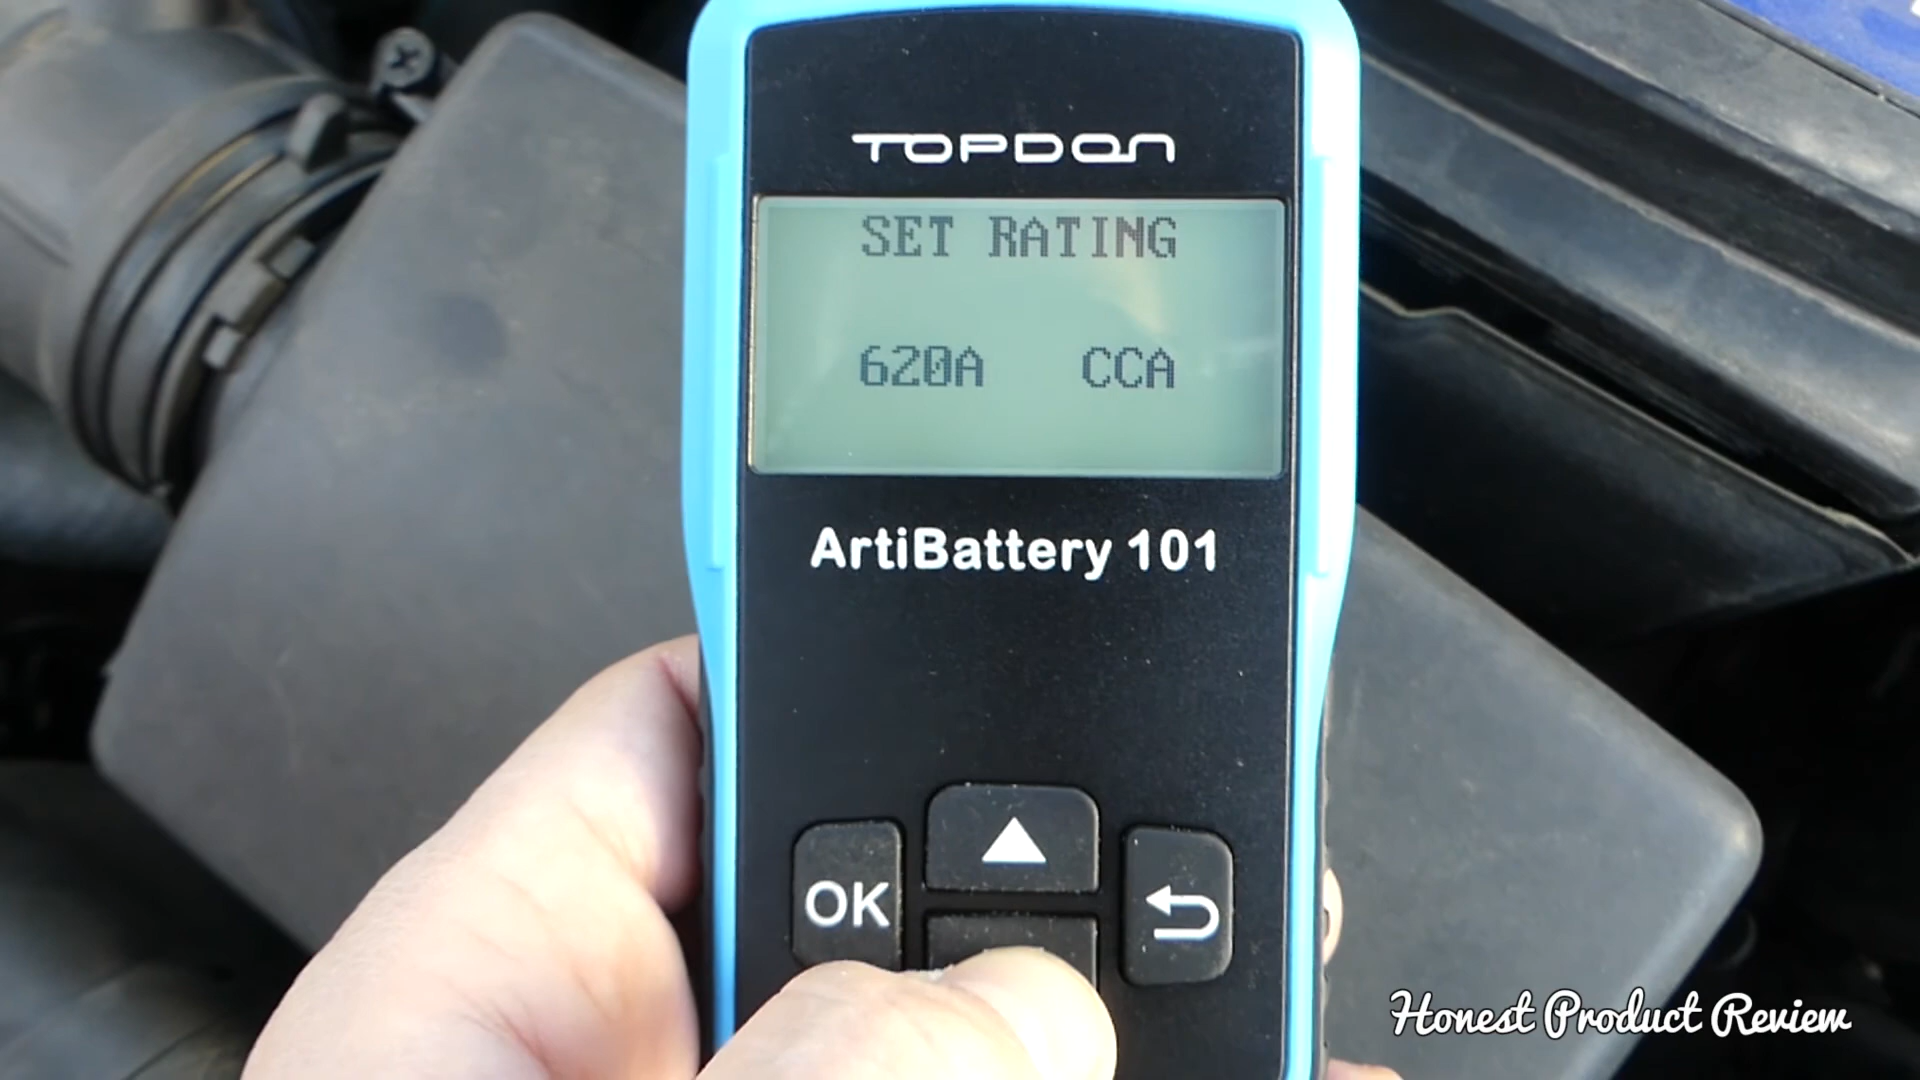 TOPDON
SET RATING
620A CCA
ArtiBattery 101
OK
Honest Product Review